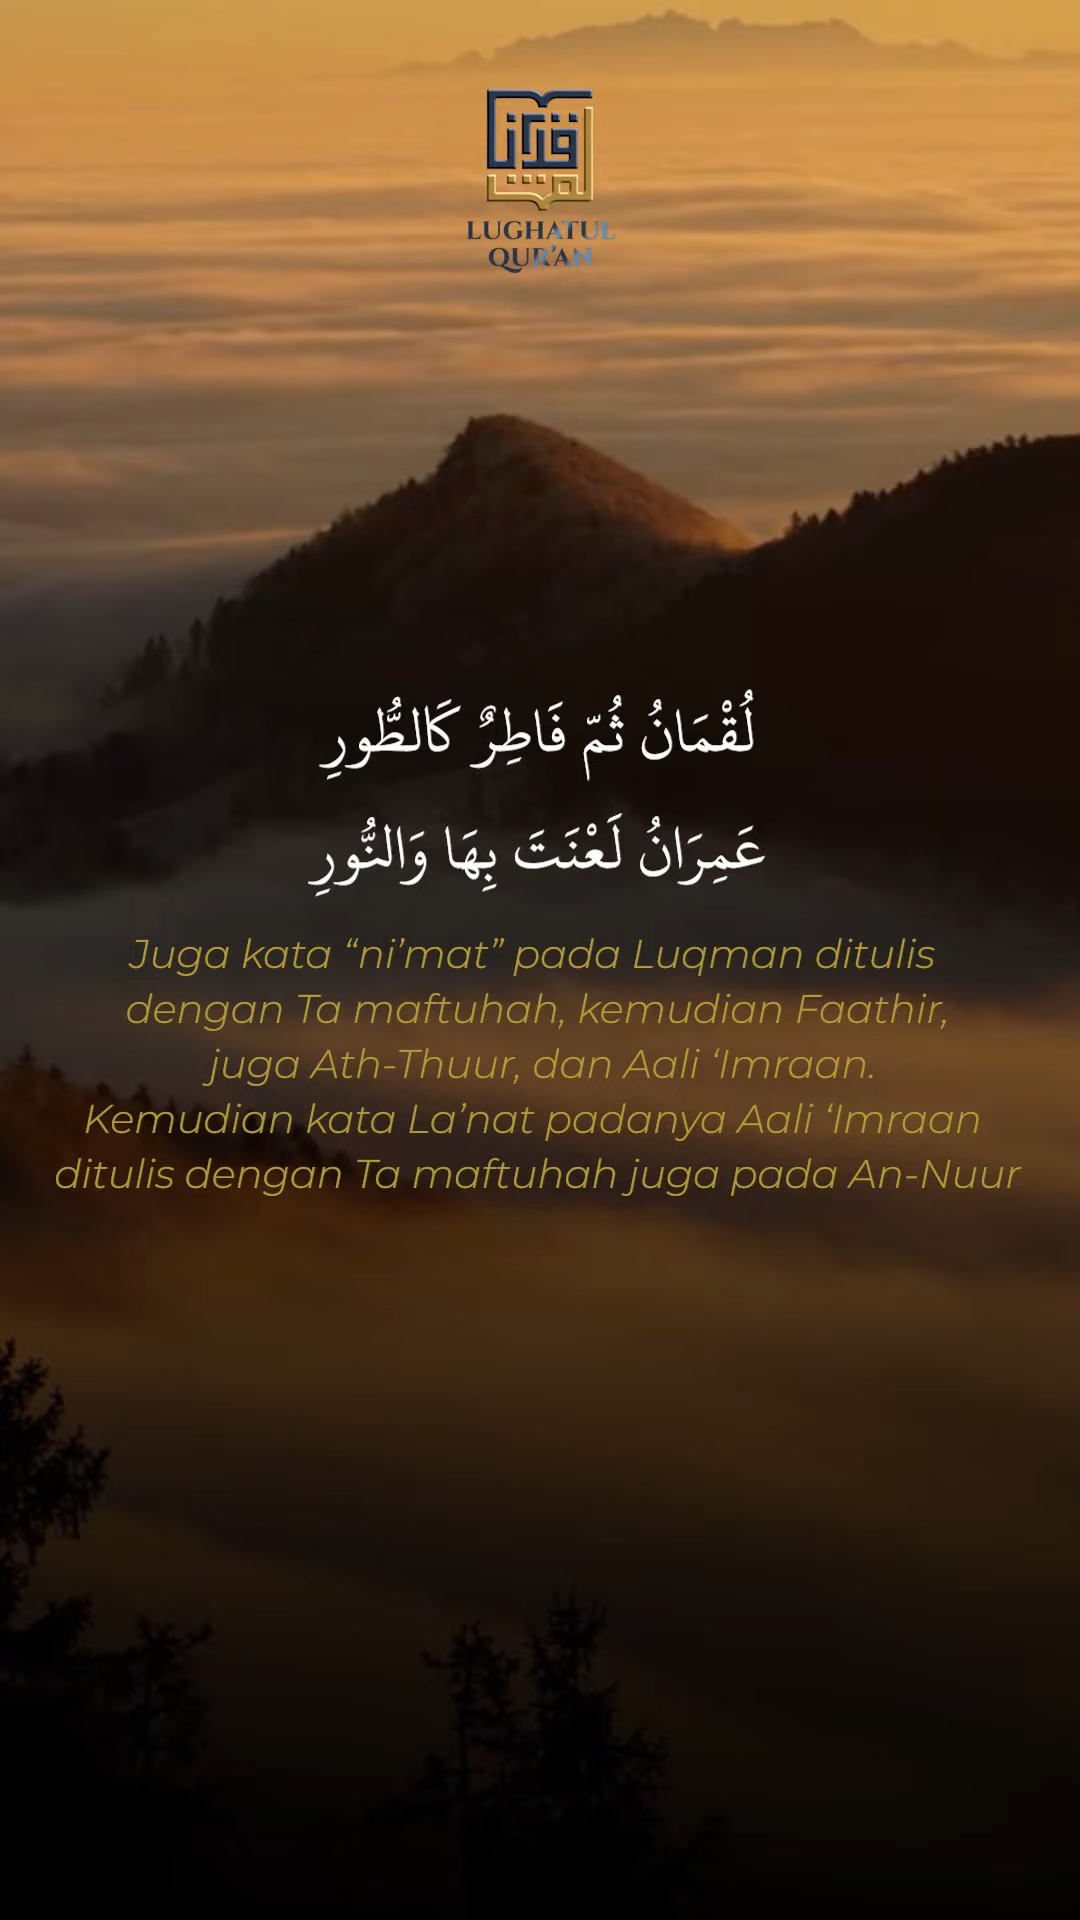 LUGHATUL
QUR'AN
لُقْمَانُ ثُمّ فَاطِرٌ كَالطُّورِ
عَمِرَانُ لَعْنَتَ بِهَا وَالنُّورِ
Juga kata “ni’mat” pada Luqman ditulis
dengan Ta maftuhah, kemudian Faathir,
juga Ath-Thuur, dan Aali ‘Imraan.
Kemudian kata La’nat padanya Aali ‘Imraan
ditulis dengan Ta maftuhah juga pada An-Nuur